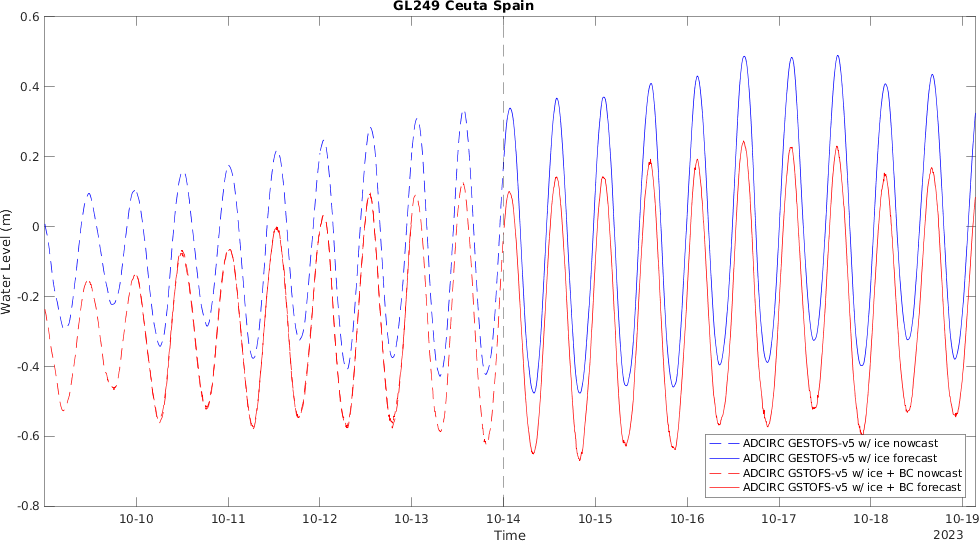 GL249 Ceuta Spain
0.6
0.4
0.2
0
-0.2
-0.4
-0.6
-0.8
Water Level (m)
ADCIRC GESTOFS-v5 w/ ice nowcast
ADCIRC GESTOFS-v5 w/ ice forecast
ADCIRC GSTOFS-v5 w/ ice + BC nowcast
ADCIRC GSTOFS-v5 w/ ice + BC forecast
10-10 10-11 10-12 10-13 10-14 10-15 10-16 10-17 10-18 10-19
Time
2023